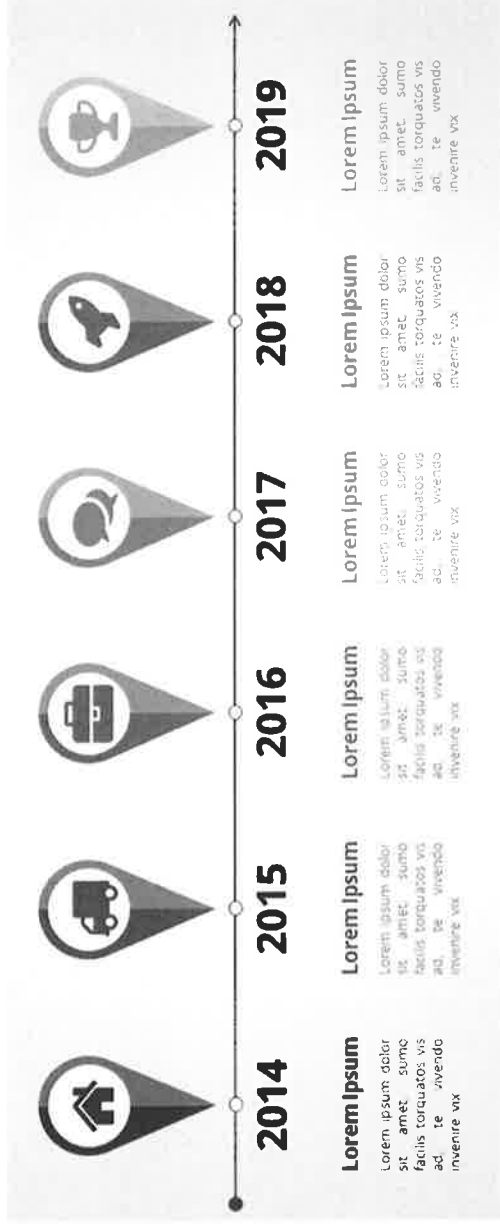 2014
Lorem Ipsum
Lorem ipsum dolor
sit amet, sumo
facilis torquatos vis
ad, te vivendo
invenire vix
2015
Lorem Ipsum
Lorem ipsum dolor
sit amet, sumo
facilis torquatos vis
ad, te vivendo
invenire vix
2016
Lorem Ipsum
Lorem ipsum dolor
sit amet, sumo
facilis torquatos vis
ad, te vivendo
invenire vix
2017
Lorem Ipsum
Lorem ipsum dolor
sit amet, sumo
facilis torquatos vis
ad, te vivendo
invenire vix
2018
Lorem Ipsum
Lorem ipsum dolor
sit amet, sumo
facilis torquatos vis
ad, te vivendo
invenire vix
2019
Lorem Ipsum
Lorem ipsum dolor
sit amet, sumo
facilis torquatos vis
ad, te vivendo
invenire vix